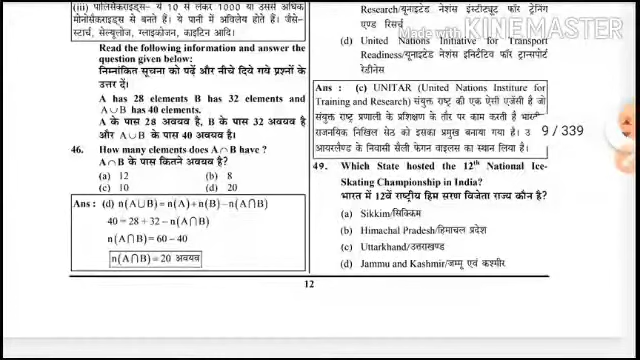 (iii) पॉलिसैकेराइड्स– ये 10 से लेकर 1000 या उससे अधिक
मोनोसैकेराइड्स से बनते हैं। ये पानी में अविलेय होते हैं। जैसे–
स्टार्च, सेल्यूलोज, ग्लाइकोजन, काइटिन आदि।
Read the following information and answer the
question given below:
निम्नांकित सूचना को पढ़ें और नीचे दिये गये प्रश्नों के
उत्तर दें।
A has 28 elements B has 32 elements and
A∪B has 40 elements.
A के पास 28 अवयव है, B के पास 32 अवयव है
और A∪B के पास 40 अवयव है।
46. How many elements does A∩B have ?
A∩B के पास कितने अवयव है?
(a) 12 (b) 8
(c) 10 (d) 20
Ans : (d) n(A∪B)=n(A)+n(B)–n(A∩B)
40=28+32–n(A∩B)
n(A∩B)=60–40
n(A∩B)=20 अवयव
Research/यूनाइटेड नेशंस इंस्टीट्यूट फॉर ट्रेनिंग
एण्ड रिसर्च
Made with KINEMASTER
(d) United Nations Initiative for Transport
Readiness/यूनाइटेड नेशंस इनिटियेटिव फॉर ट्रान्सपोर्ट
रेडीनेस
Ans : (c) UNITAR (United Nations Institute for
Training and Research) संयुक्त राष्ट्र की एक ऐसी एजेंसी है जो
संयुक्त राष्ट्र प्रणाली के प्रशिक्षण के तौर पर काम करती है
राजनयिक निखिल सेठ को इसका प्रमुख बनाया गया है।
9 / 339
आयरलैण्ड के निवासी सैली फेगन वाइलस का स्थान लिया है।
49. Which State hosted the 12th National Ice-
Skating Championship in India?
भारत में 12वें राष्ट्रीय हिम सरण विजेता राज्य कौन है?
(a) Sikkim/सिक्किम
(b) Himachal Pradesh/हिमाचल प्रदेश
(c) Uttarkhand/उत्तराखण्ड
(d) Jammu and Kashmir/जम्मू एवं कश्मीर
12